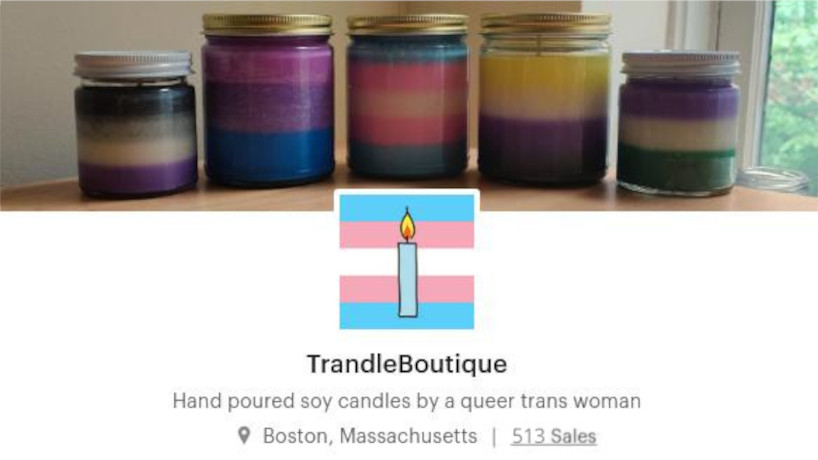 TrandleBoutique
Hand poured soy candles by a queer trans woman
Boston, Massachusetts | 513 Sales